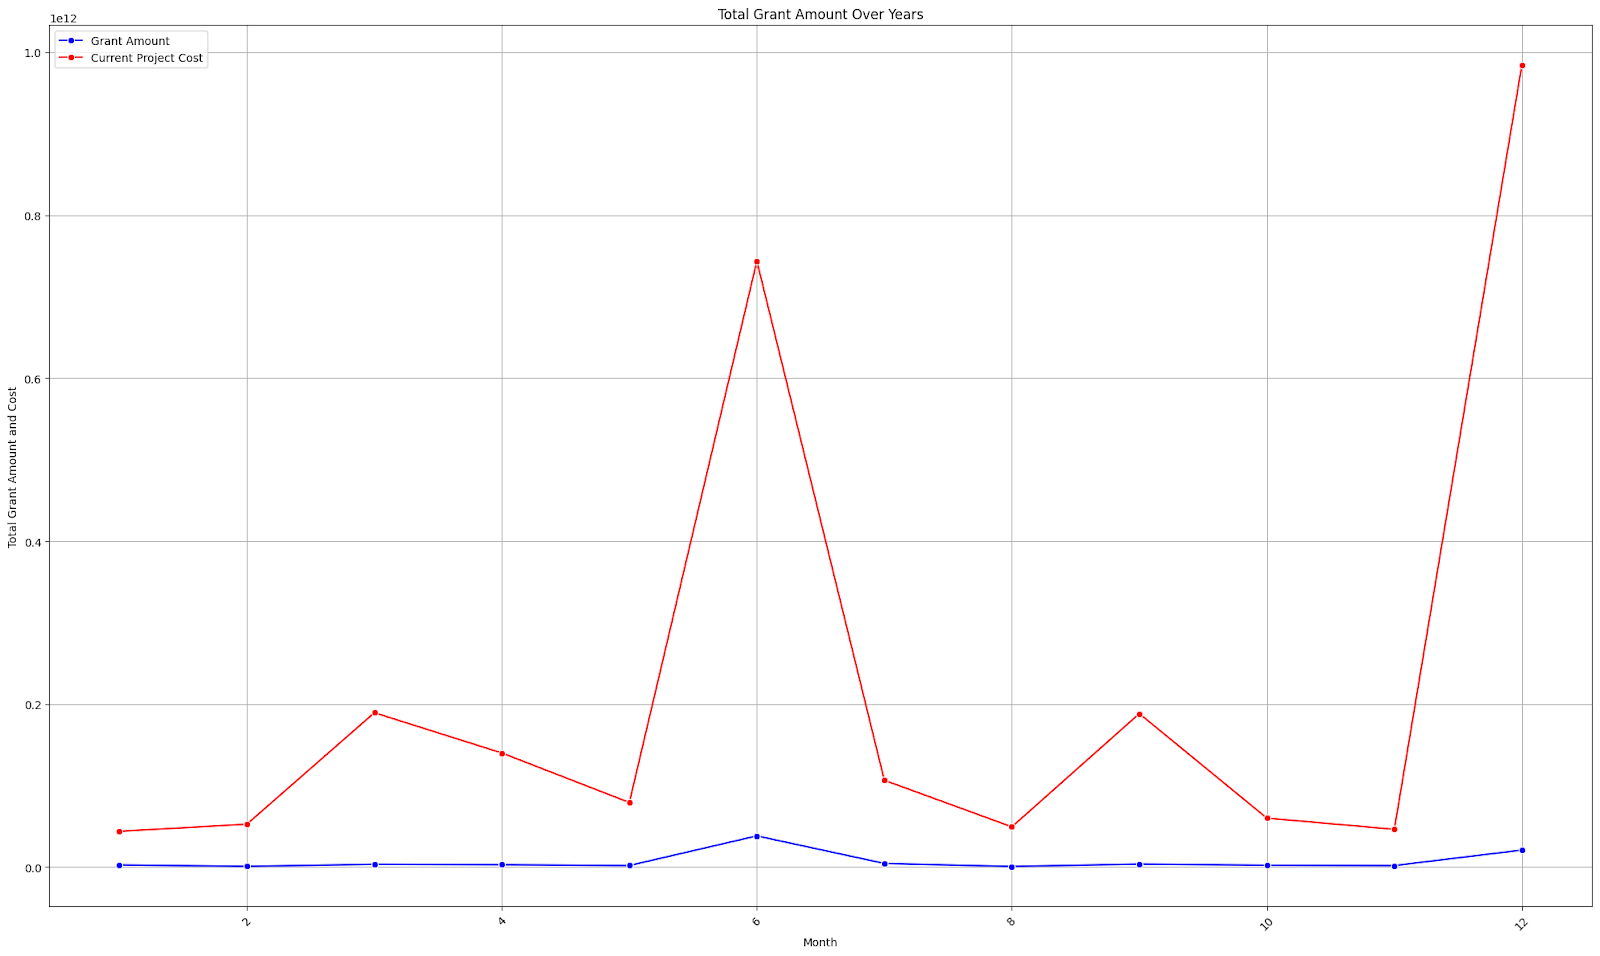 Total Grant Amount Over Years
1e12
Grant Amount
Current Project Cost
1.0
0.8
0.6
0.4
0.2
0.0
Total Grant Amount and Cost
2
4
6
8
10
12
Month